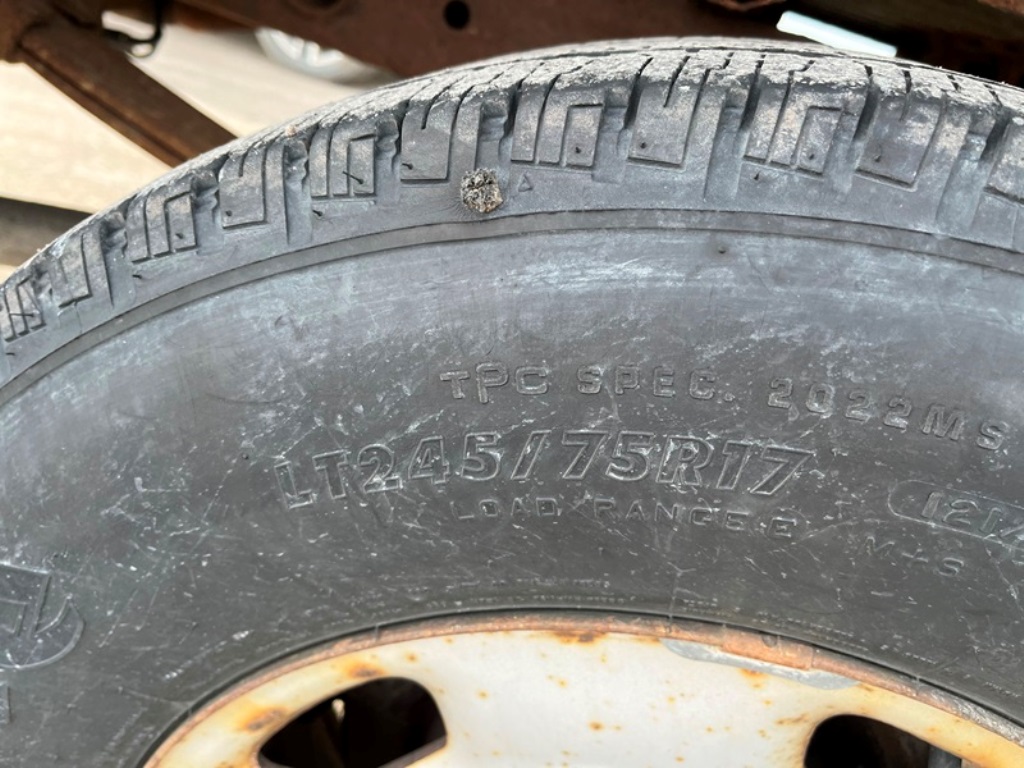 TPC SPEC. 2022MS
LT245/75R17
LOAD RANGE E
M+S